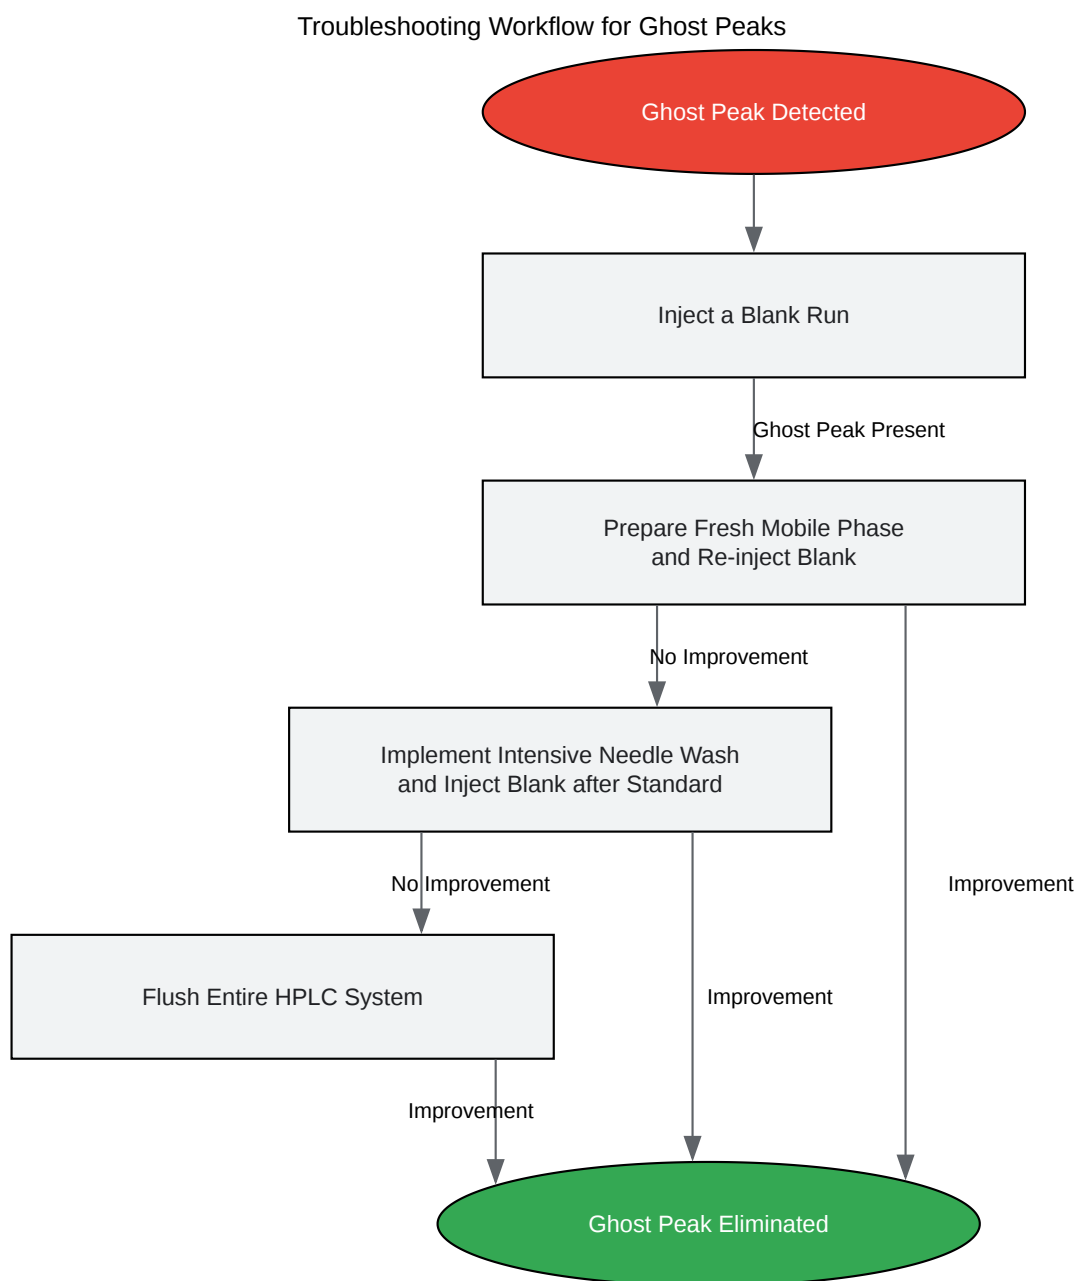 Troubleshooting Workflow for Ghost Peaks
Ghost Peak Detected
Inject a Blank Run
Ghost Peak Present
Prepare Fresh Mobile Phase
and Re-inject Blank
No Improvement
Implement Intensive Needle Wash
and Inject Blank after Standard
No Improvement
Improvement
Flush Entire HPLC System
Improvement
Improvement
Ghost Peak Eliminated